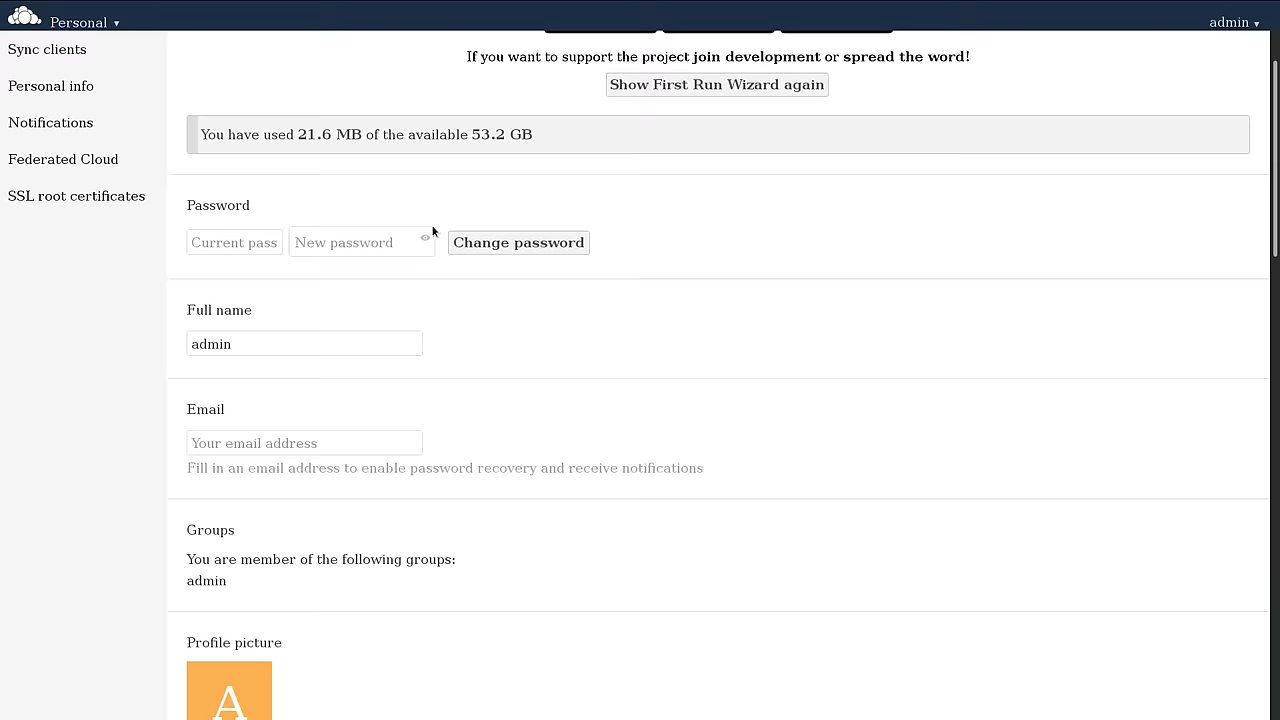 Personal ▾
admin ▾
Sync clients
Personal info
Notifications
Federated Cloud
SSL root certificates
If you want to support the project join development or spread the word!
Show First Run Wizard again
You have used 21.6 MB of the available 53.2 GB
Password
Current pass
New password
Change password
Full name
admin
Email
Your email address
Fill in an email address to enable password recovery and receive notifications
Groups
You are member of the following groups:
admin
Profile picture
A